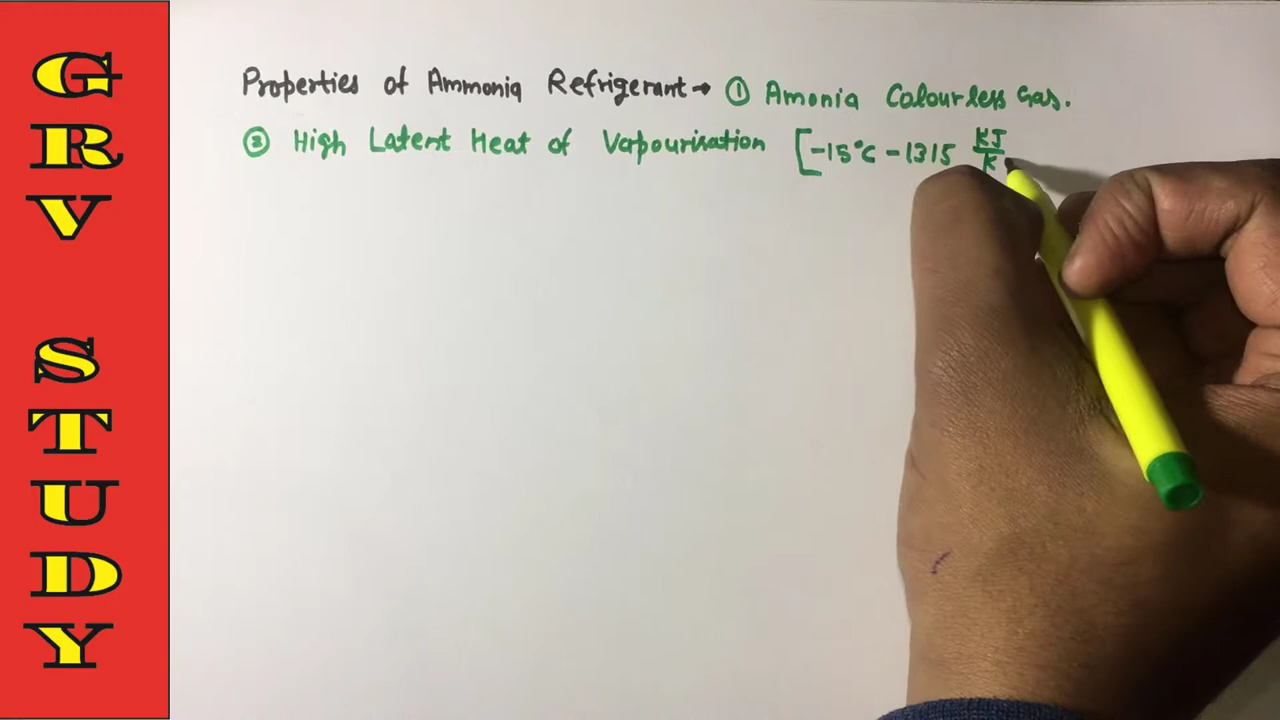 GRV STUDY
Properties of Ammonia Refrigerant→ ① Amonia Colourless Gas.
② High Latent Heat of Vapourisation [-15°C - 1315 KJ/K